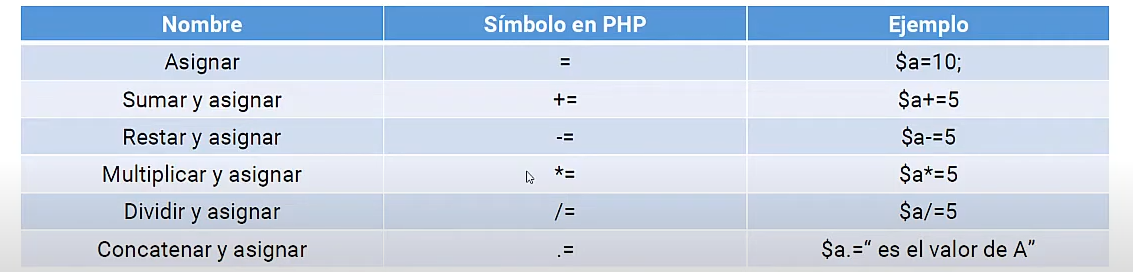 Nombre Símbolo en PHP Ejemplo
Asignar = $a=10;
Sumar y asignar += $a+=5
Restar y asignar -= $a-=5
Multiplicar y asignar *= $a*=5
Dividir y asignar /= $a/=5
Concatenar y asignar .= $a.=“ es el valor de A”